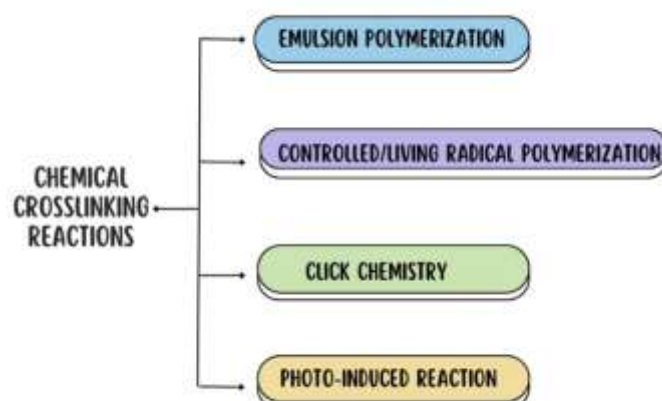 EMULSION POLYMERIZATION
CONTROLLED/LIVING RADICAL POLYMERIZATION
CHEMICAL
CROSSLINKING
REACTIONS
CLICK CHEMISTRY
PHOTO-INDUCED REACTION